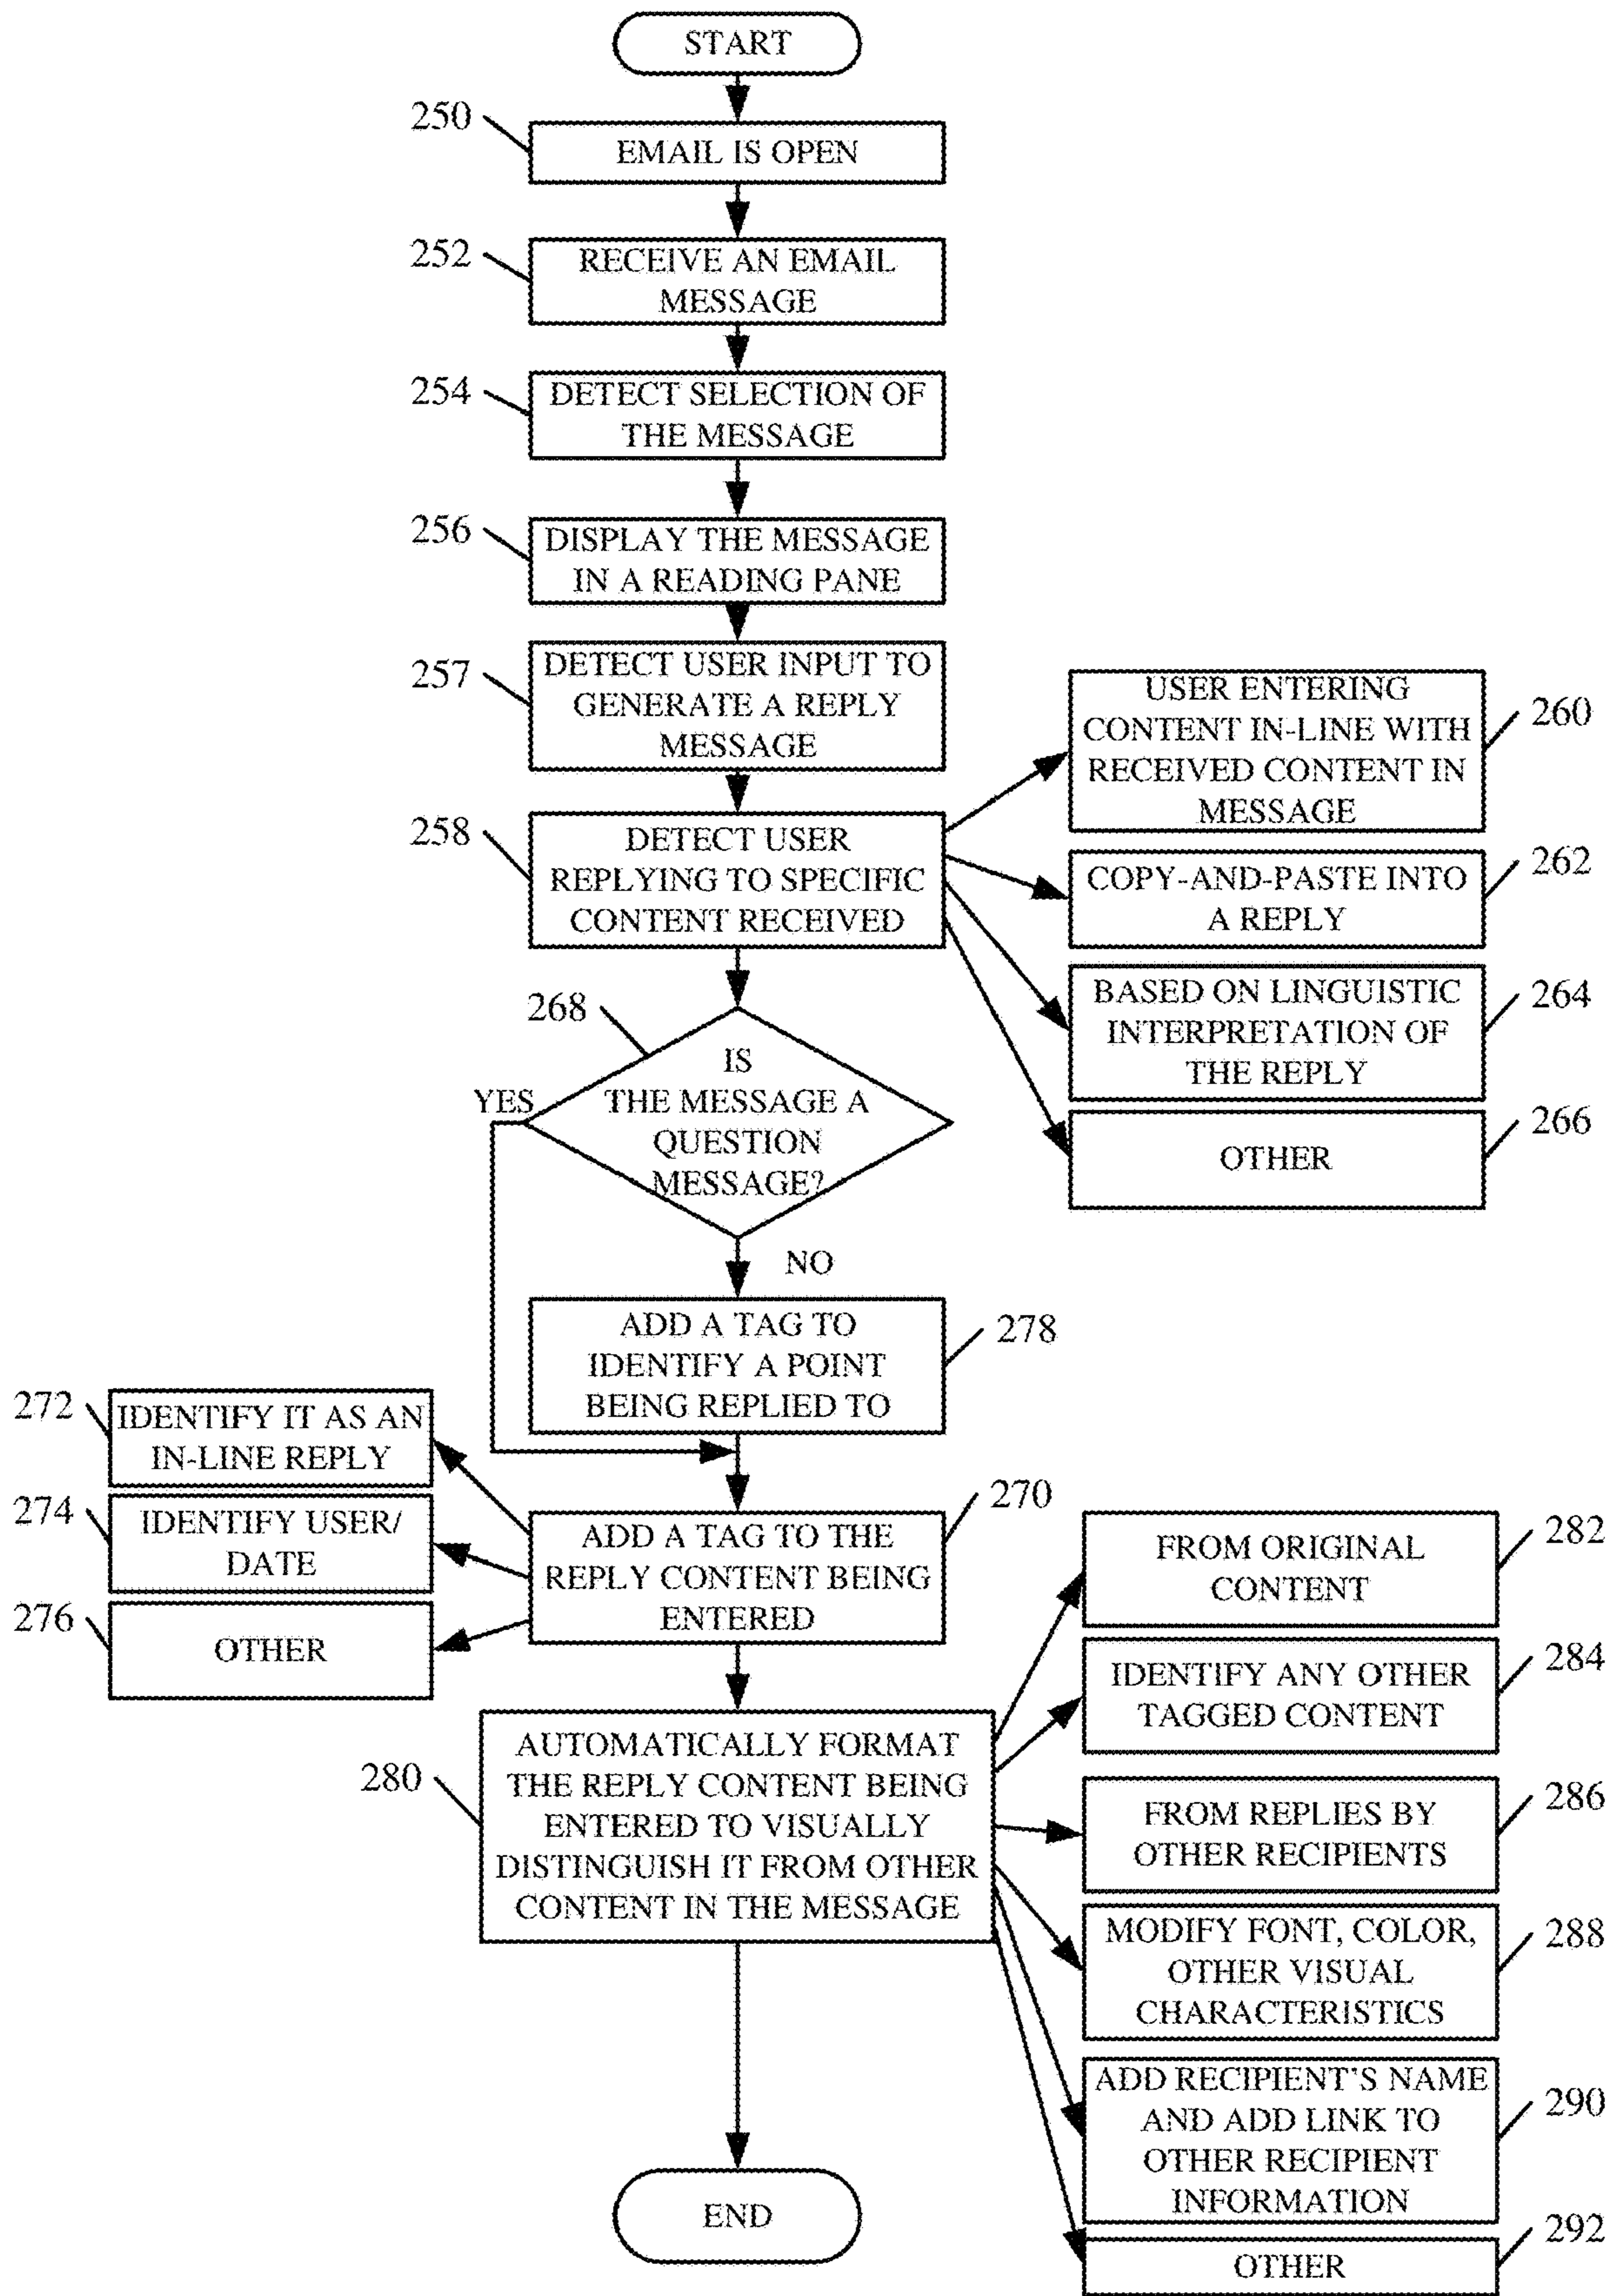 START
250
EMAIL IS OPEN
252
RECEIVE AN EMAIL
MESSAGE
254
DETECT SELECTION OF
THE MESSAGE
256
DISPLAY THE MESSAGE
IN A READING PANE
257
DETECT USER INPUT TO
GENERATE A REPLY
MESSAGE
258
DETECT USER
REPLYING TO SPECIFIC
CONTENT RECEIVED
USER ENTERING
CONTENT IN-LINE WITH
RECEIVED CONTENT IN
MESSAGE
260
COPY-AND-PASTE INTO
A REPLY
262
BASED ON LINGUISTIC
INTERPRETATION OF
THE REPLY
264
OTHER
266
268
IS
THE MESSAGE A
QUESTION
MESSAGE?
YES
NO
ADD A TAG TO
IDENTIFY A POINT
BEING REPLIED TO
278
272
IDENTIFY IT AS AN
IN-LINE REPLY
274
IDENTIFY USER/
DATE
276
OTHER
ADD A TAG TO THE
REPLY CONTENT BEING
ENTERED
270
280
AUTOMATICALLY FORMAT
THE REPLY CONTENT BEING
ENTERED TO VISUALLY
DISTINGUISH IT FROM OTHER
CONTENT IN THE MESSAGE
FROM ORIGINAL
CONTENT
282
IDENTIFY ANY OTHER
TAGGED CONTENT
284
FROM REPLIES BY
OTHER RECIPIENTS
286
MODIFY FONT, COLOR,
OTHER VISUAL
CHARACTERISTICS
288
ADD RECIPIENT'S NAME
AND ADD LINK TO
OTHER RECIPIENT
INFORMATION
290
OTHER
292
END